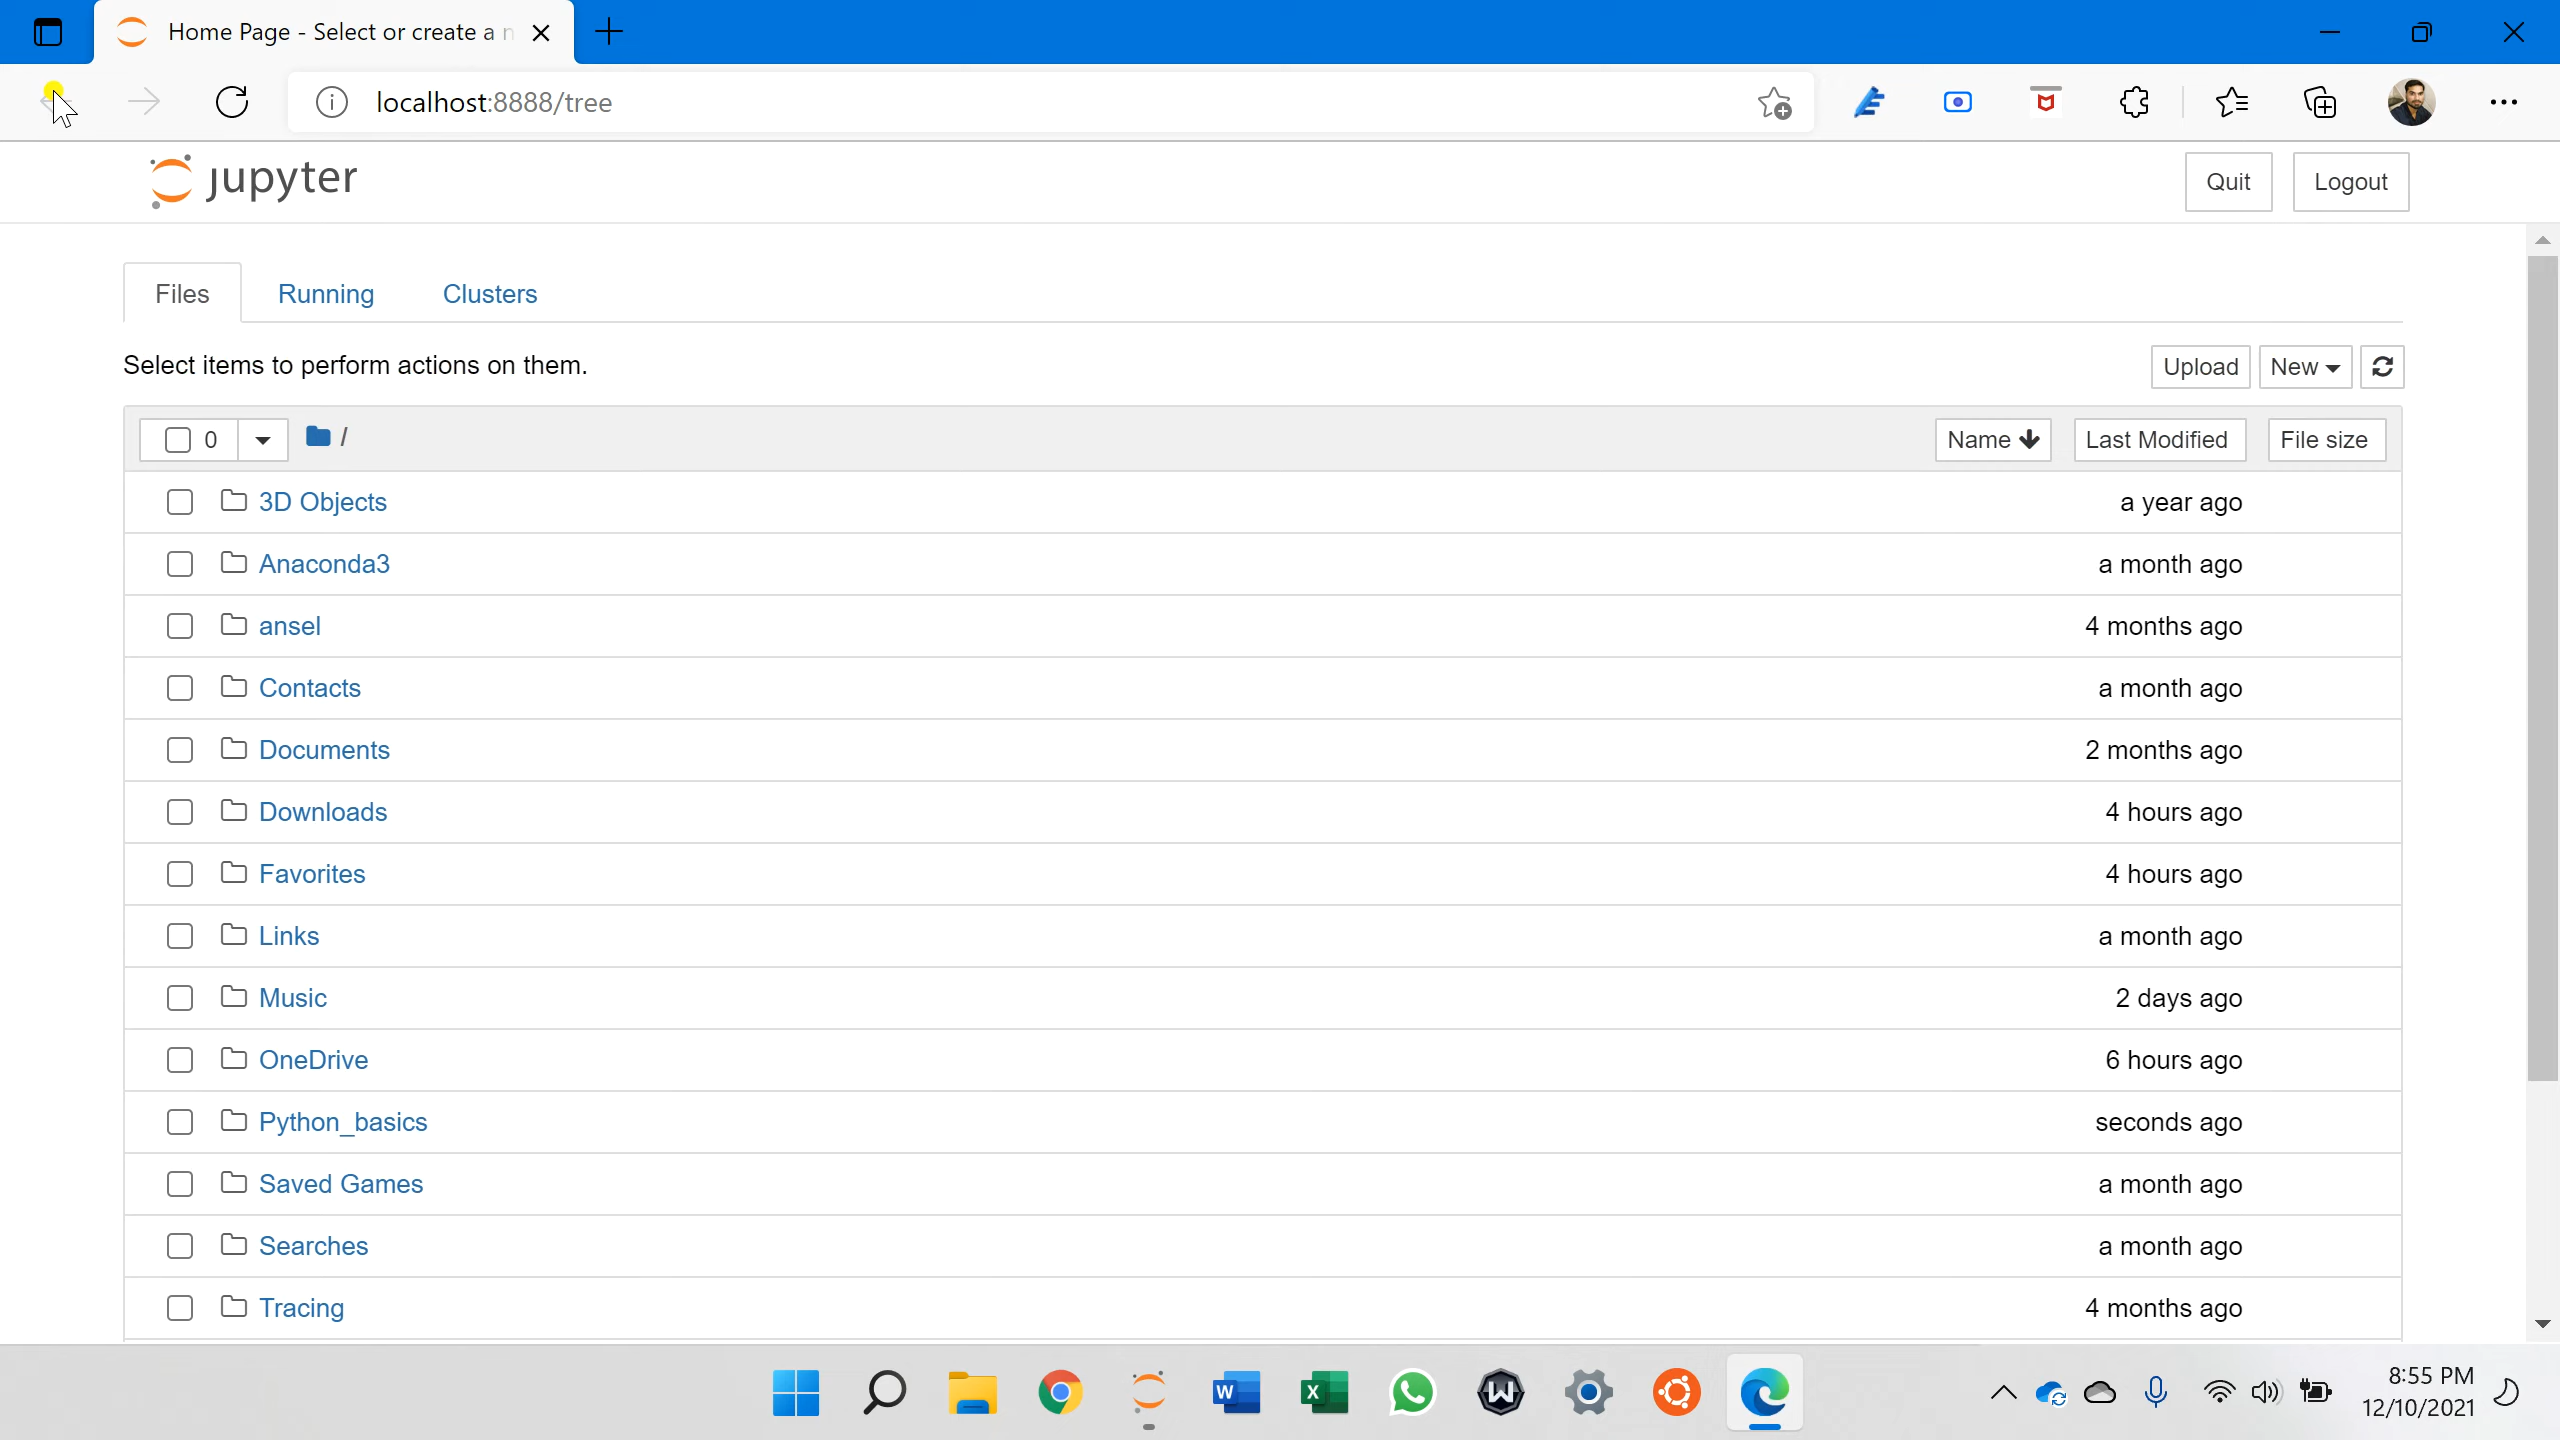 Home Page - Select or create a n
localhost:8888/tree
jupyter
Quit
Logout
Files
Running
Clusters
Select items to perform actions on them.
Upload
New
0
/
Name
Last Modified
File size
3D Objects
a year ago
Anaconda3
a month ago
ansel
4 months ago
Contacts
a month ago
Documents
2 months ago
Downloads
4 hours ago
Favorites
4 hours ago
Links
a month ago
Music
2 days ago
OneDrive
6 hours ago
Python_basics
seconds ago
Saved Games
a month ago
Searches
a month ago
Tracing
4 months ago
8:55 PM
12/10/2021